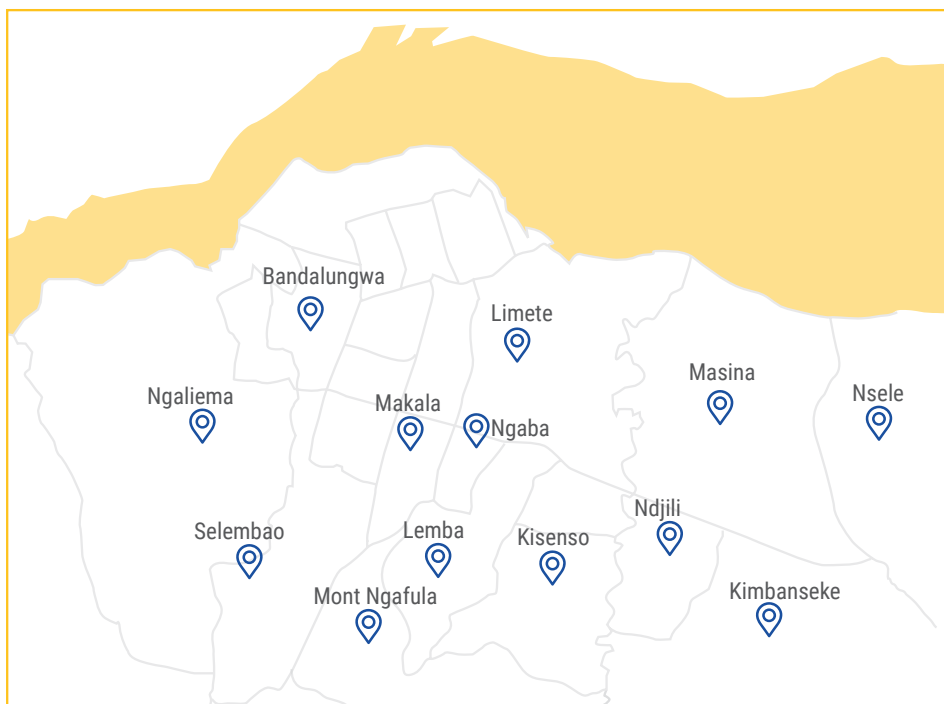 Bandalungwa
Limete
Masina
Nsele
Ngaliema
Makala
Ngaba
Ndjili
Selembao
Lemba
Kisenso
Mont Ngafula
Kimbanseke